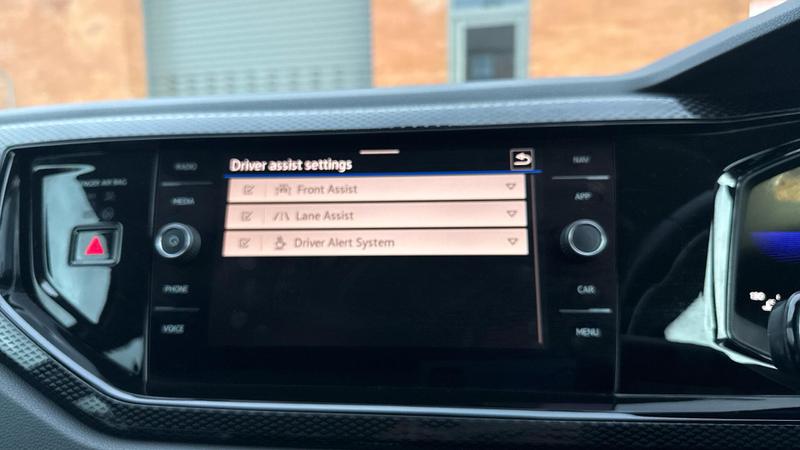 Driver assist settings
Front Assist
Lane Assist
Driver Alert System
RADIO
MEDIA
PHONE
VOICE
NAV
APP
CAR
MENU